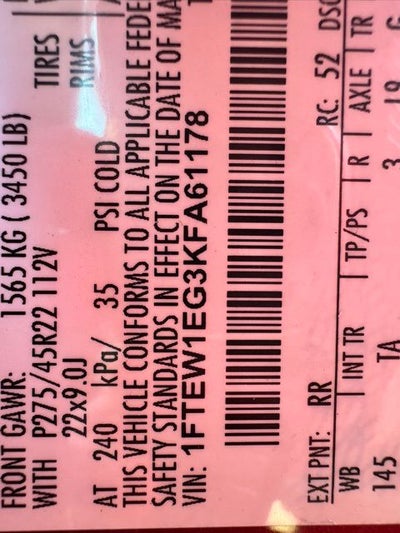 FRONT GAWR: 1565 KG ( 3450 LB)
WITH P275/45R22 112V TIRES
22x9.0J RIMS
AT 240 kPa/ 35 PSI COLD
THIS VEHICLE CONFORMS TO ALL APPLICABLE FEDE
SAFETY STANDARDS IN EFFECT ON THE DATE OF MA
VIN: 1FTEW1EG3KFA61178
EXT PNT: RR RC: 52 DSO
WB INT TR TP/PS R AXLE TR
145 TA 3 19 G